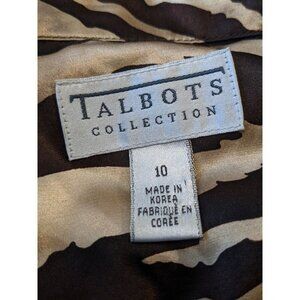 TALBOTS
COLLECTION
10
MADE IN
KOREA
FABRIQUÉ EN
CORÉE